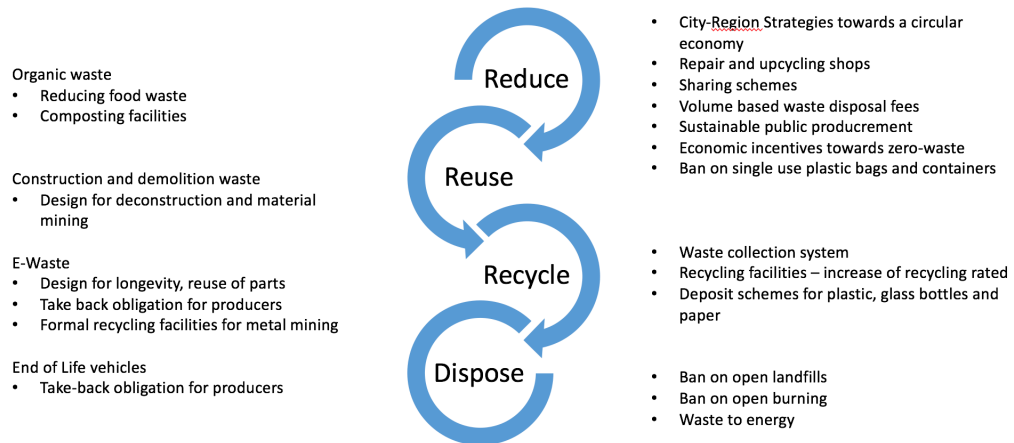 Organic waste
• Reducing food waste
• Composting facilities
Construction and demolition waste
• Design for deconstruction and material
mining
E-Waste
• Design for longevity, reuse of parts
• Take back obligation for producers
• Formal recycling facilities for metal mining
End of Life vehicles
• Take-back obligation for producers
Reduce
Reuse
Recycle
Dispose
• City-Region Strategies towards a circular
economy
• Repair and upcycling shops
• Sharing schemes
• Volume based waste disposal fees
• Sustainable public producrement
• Economic incentives towards zero-waste
• Ban on single use plastic bags and containers
• Waste collection system
• Recycling facilities – increase of recycling rated
• Deposit schemes for plastic, glass bottles and
paper
• Ban on open landfills
• Ban on open burning
• Waste to energy